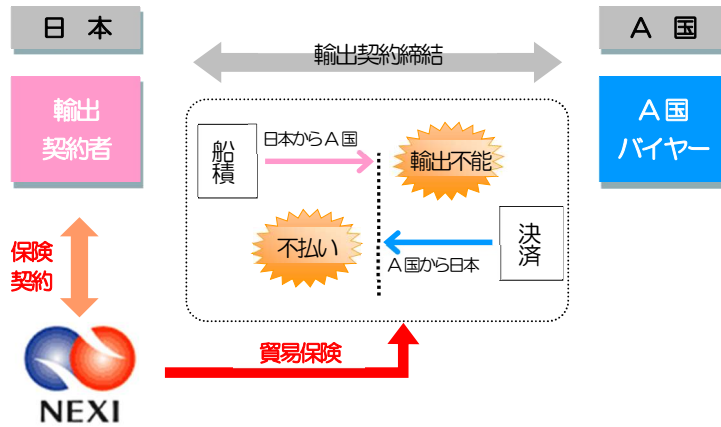 日 本
A 国
輸出契約締結
輸出
契約者
A国
バイヤー
船
積
日本からA国
輸出不能
不払い
決
済
A国から日本
保険
契約
貿易保険
NEXI